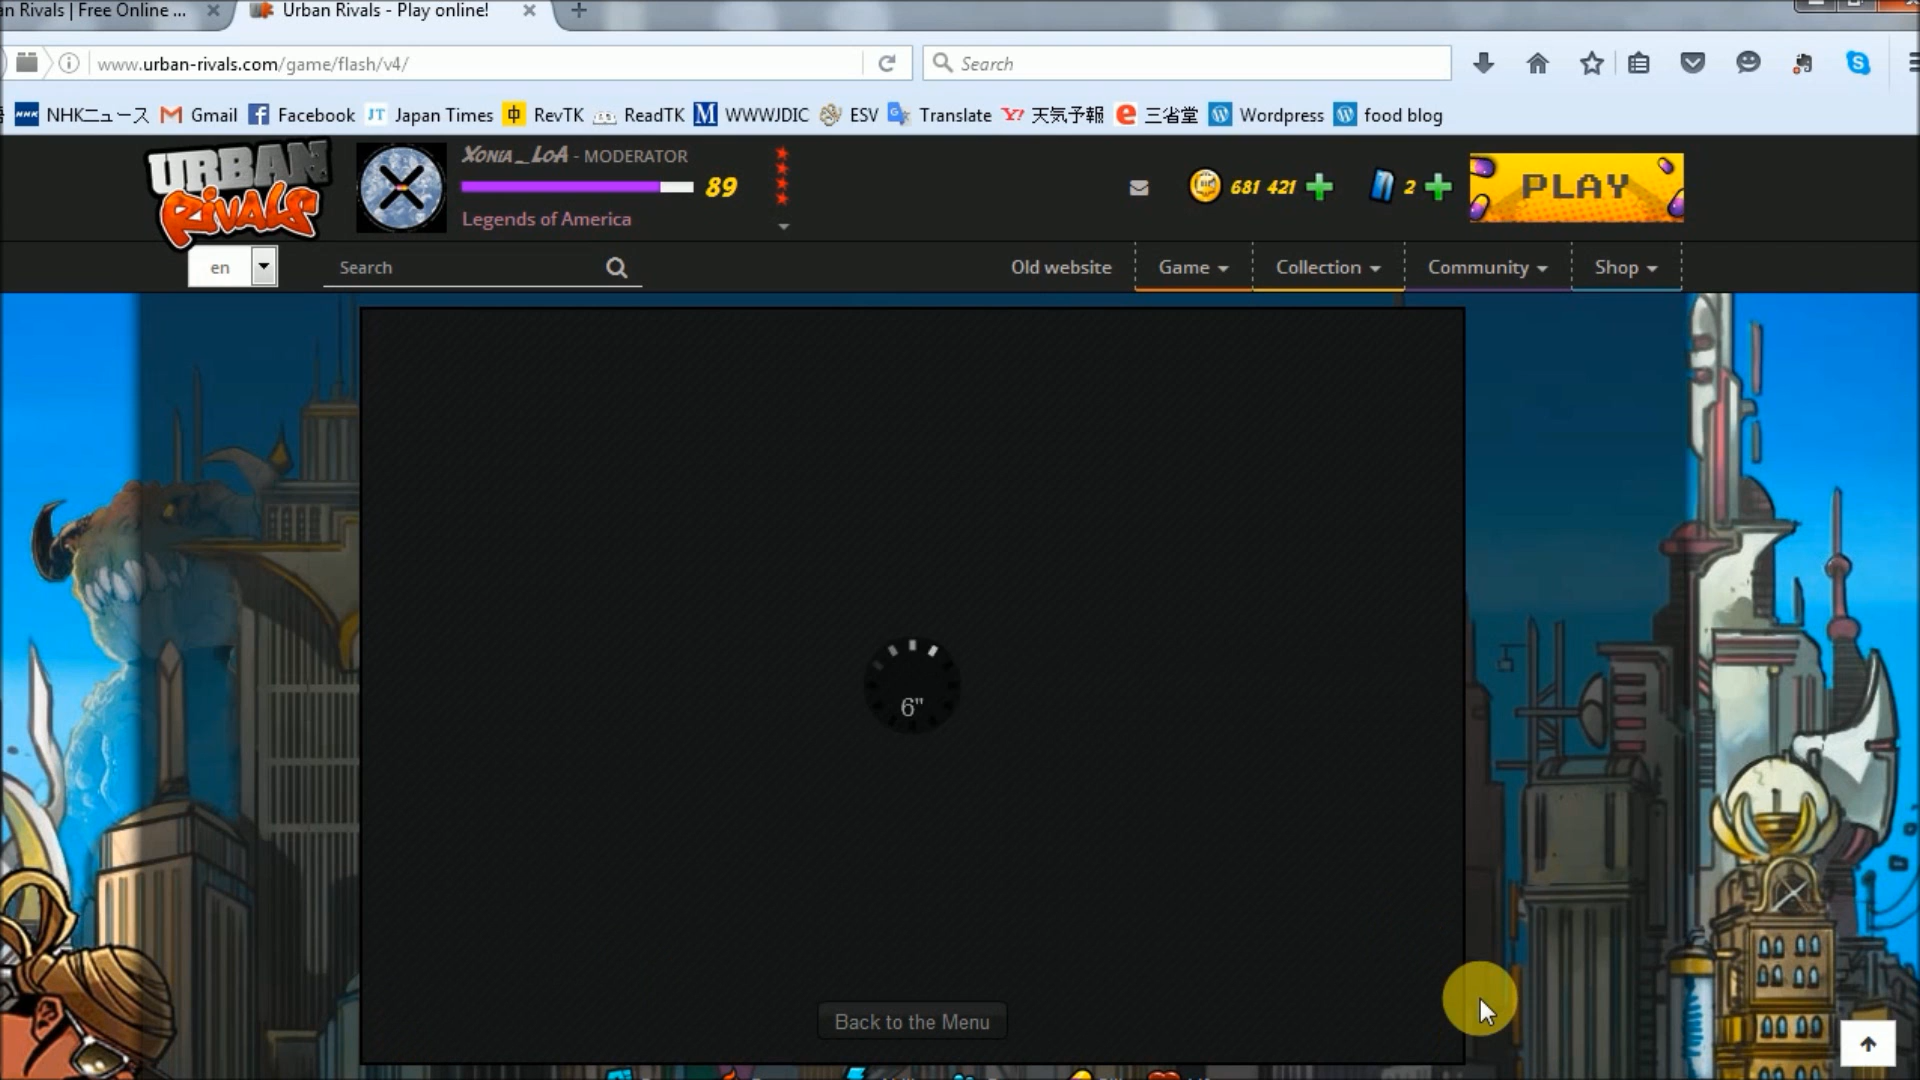 an Rivals | Free Online ...
Urban Rivals - Play online!
www.urban-rivals.com/game/flash/v4/
Search
NHKニュース Gmail Facebook JT Japan Times 中 RevTK ReadTK M WWWJDIC ESV Translate Y! 天気予報 e 三省堂 Wordpress food blog
URBAN RIVALS
XONIA_LOA - MODERATOR
89
Legends of America
681 421
2
PLAY
en
Search
Old website
Game
Collection
Community
Shop
6"
Back to the Menu